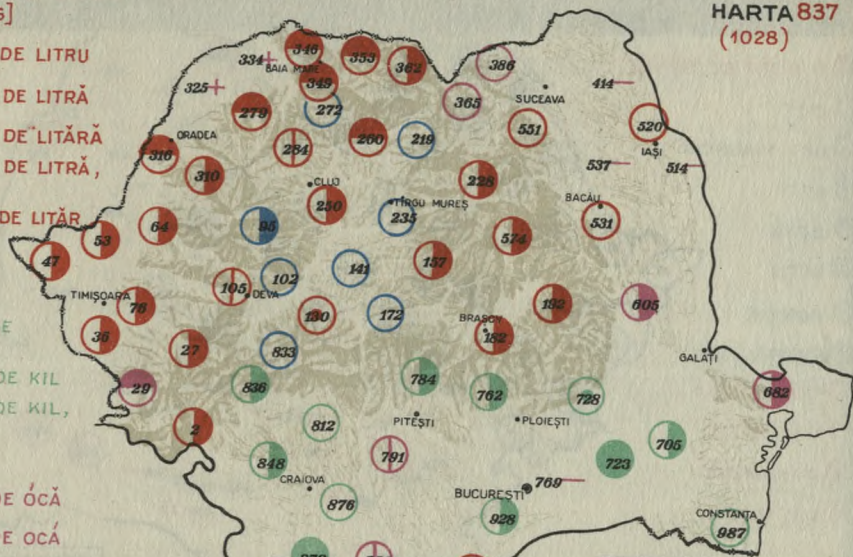 HARTA 837
(1028)
]
DE LITRU
DE LITRĂ
DE LITĂRĂ
DE LITRĂ,
DE LITĂR
E
DE KIL
DE KIL,
DE OCĂ
DE OCÁ
346
353
362
386
334
BAIA MARE
349
325
414
365
SUCEAVA
279
272
551
520
ORADEA
284
260
219
IAȘI
318
310
537
514
CLUJ
228
250
TÎRGU MUREȘ
BACĂU
235
531
64
95
53
574
47
157
141
102
105
DEVA
TIMIȘOARA
76
192
605
130
172
BRAȘOV
182
36
27
833
GALAȚI
29
836
784
762
728
682
PITEȘTI
PLOIEȘTI
2
812
705
791
848
723
CRAIOVA
769
BUCUREȘTI
876
928
CONSTANȚA
987